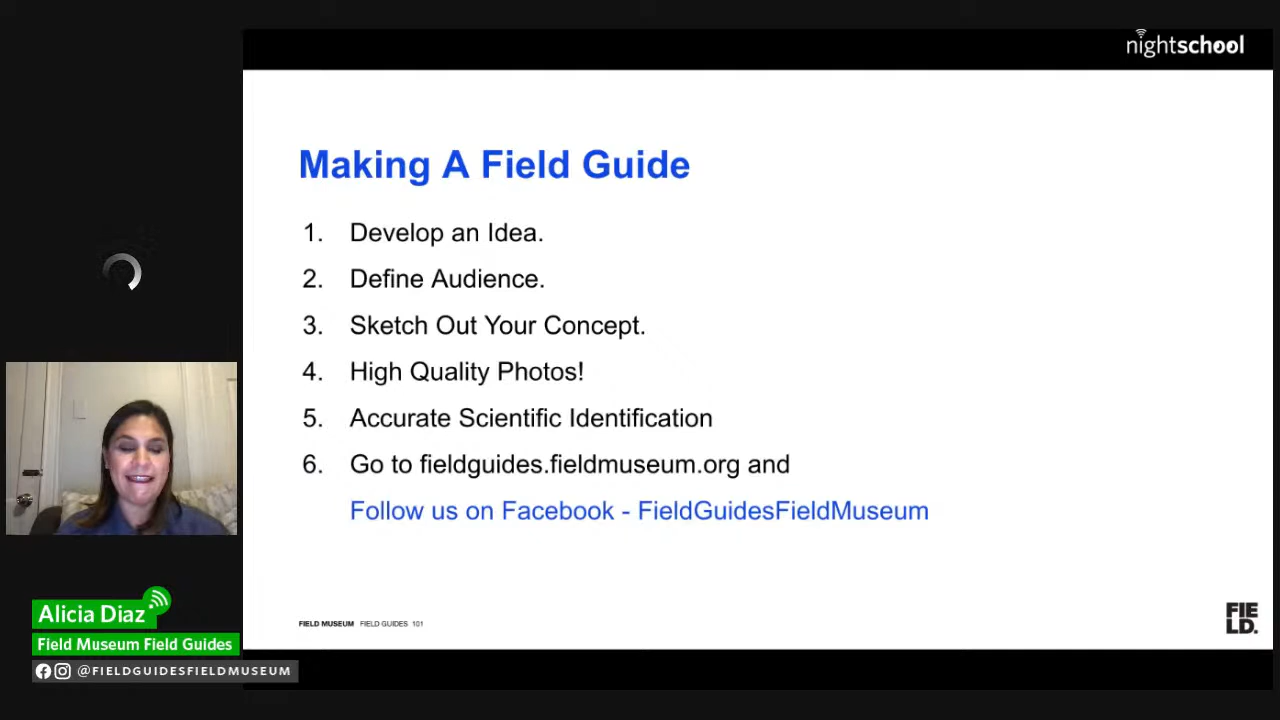 nightschool
Making A Field Guide
1. Develop an Idea.
2. Define Audience.
3. Sketch Out Your Concept.
4. High Quality Photos!
5. Accurate Scientific Identification
6. Go to fieldguides.fieldmuseum.org and
Follow us on Facebook - FieldGuidesFieldMuseum
FIELD MUSEUM FIELD GUIDES 101
FIE
LD.
Alicia Diaz
Field Museum Field Guides
@FIELDGUIDESFIELDMUSEUM